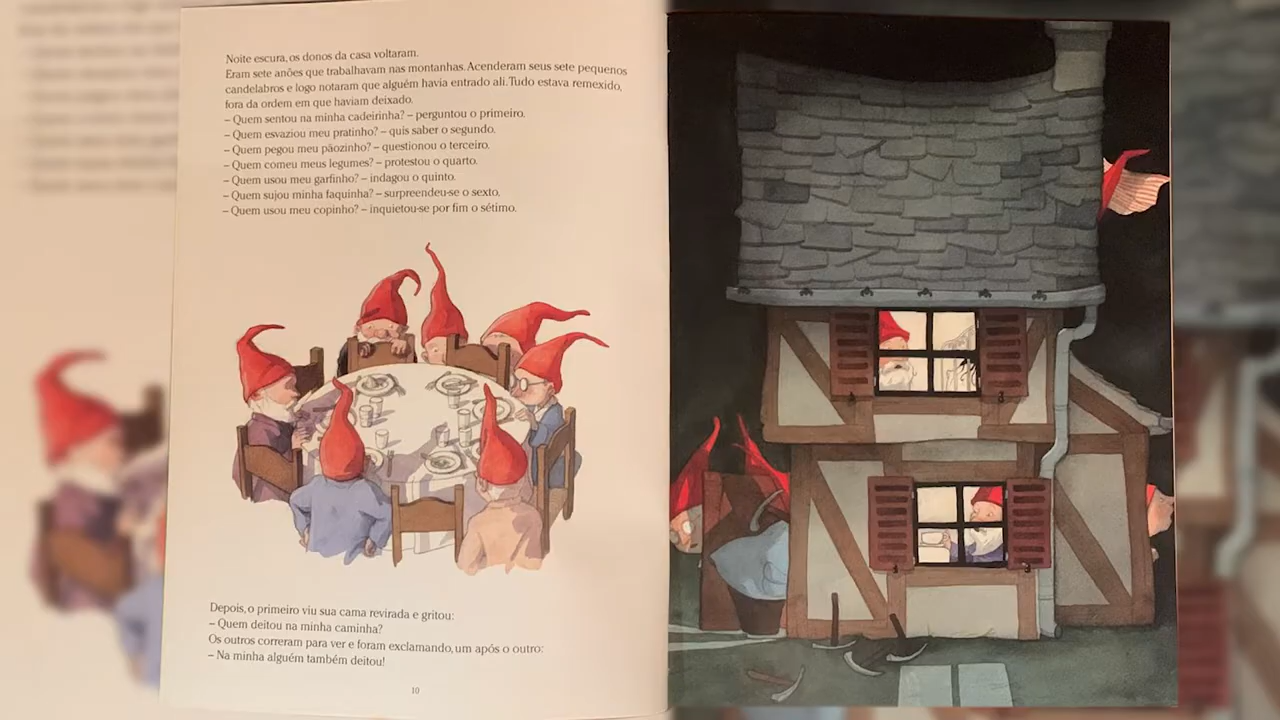 Noite escura, os donos da casa voltaram.
Eram sete anões que trabalhavam nas montanhas. Acenderam seus sete pequenos
candelabros e logo notaram que alguém havia entrado ali. Tudo estava remexido,
fora da ordem em que haviam deixado.
– Quem sentou na minha cadeirinha? – perguntou o primeiro.
– Quem esvaziou meu pratinho? – quis saber o segundo.
– Quem pegou meu pãozinho? – questionou o terceiro.
– Quem comeu meus legumes? – protestou o quarto.
– Quem usou meu garfinho? – indagou o quinto.
– Quem sujou minha faquinha? – surpreendeu-se o sexto.
– Quem usou meu copinho? – inquietou-se por fim o sétimo.
Depois, o primeiro viu sua cama revirada e gritou:
– Quem deitou na minha caminha?
Os outros correram para ver e foram exclamando, um após o outro:
– Na minha alguém também deitou!
10